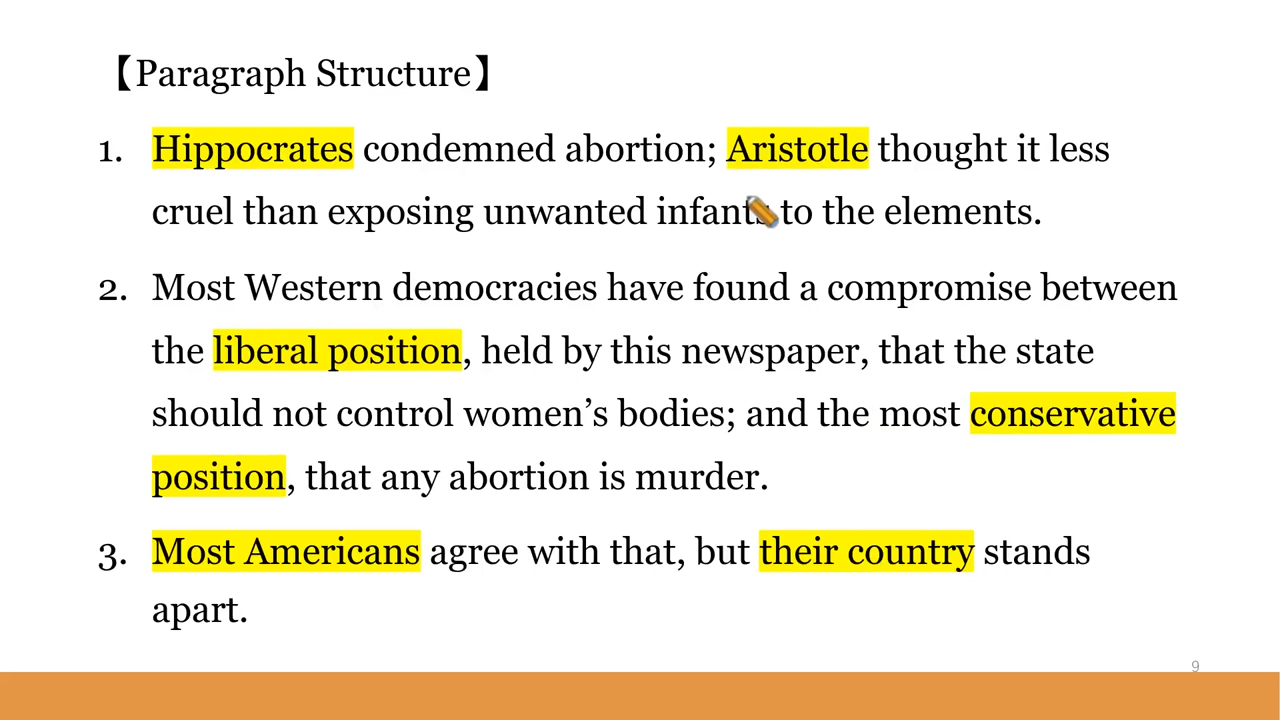 【Paragraph Structure】
1. Hippocrates condemned abortion; Aristotle thought it less
cruel than exposing unwanted infants to the elements.
2. Most Western democracies have found a compromise between
the liberal position, held by this newspaper, that the state
should not control women’s bodies; and the most conservative
position, that any abortion is murder.
3. Most Americans agree with that, but their country stands
apart.
9